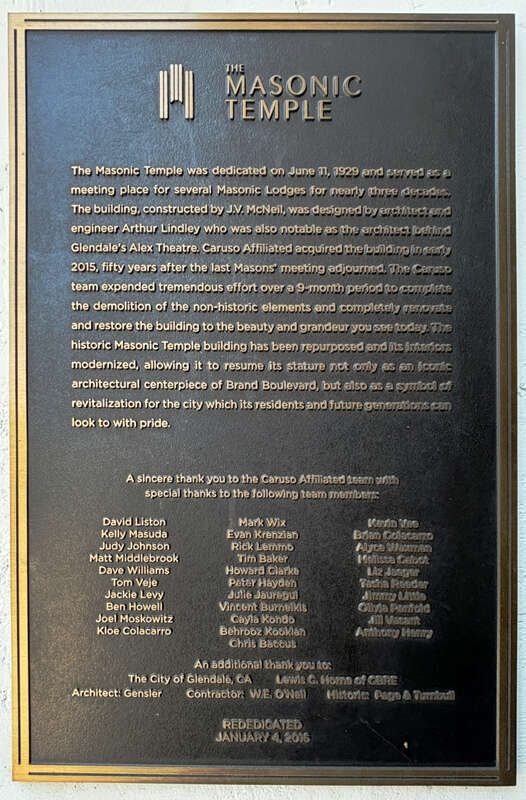 THE
MASONIC
TEMPLE
The Masonic Temple was dedicated on June 11, 1929 and served as a
meeting place for several Masonic Lodges for nearly three decades.
The building, constructed by J.V. McNeil, was designed by architect and
engineer Arthur Lindley who was also notable as the architect behind
Glendale's Alex Theatre. Caruso Affiliated acquired the building in early
2015, fifty years after the last Masons' meeting adjourned. The Caruso
team expended tremendous effort over a 9-month period to complete
the demolition of the non-historic elements and completely renovate
and restore the building to the beauty and grandeur you see today. The
historic Masonic Temple building has been repurposed and its interiors
modernized, allowing it to resume its stature not only as an iconic
architectural centerpiece of Brand Boulevard, but also as a symbol of
revitalization for the city which its residents and future generations can
look to with pride.
A sincere thank you to the Caruso Affiliated team with
special thanks to the following team members:
David Liston
Kelly Masuda
Judy Johnson
Matt Middlebrook
Dave Williams
Tom Veje
Jackie Levy
Ben Howell
Joel Moskowitz
Kloe Colacarro
Mark Wix
Evan Krenzian
Rick Lemmo
Tim Baker
Howard Clarke
Peter Hayden
Julie Jauregui
Vincent Burneikis
Cayla Kondo
Behrooz Kookian
Chris Baccus
Kevin Yee
Brian Colacarro
Alyce Waxman
Melissa Cabot
Liz Jaeger
Tasha Reeder
Jimmy Little
Olivia Penfold
Jill Vasant
Anthony Henry
An additional thank you to:
The City of Glendale, CA Lewis C. Horne of CBRE
Architect: Gensler Contractor: W.E. O'Neil Historic: Page & Turnbull
REDEDICATED
JANUARY 4, 2016